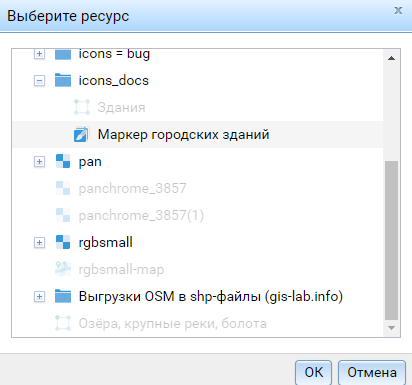 Выберите ресурс
icons = bug
icons_docs
Здания
Маркер городских зданий
pan
panchrome_3857
panchrome_3857(1)
rgbsmall
rgbsmall-map
Выгрузки OSM в shp-файлы (gis-lab.info)
Озёра, крупные реки, болота
ОК Отмена